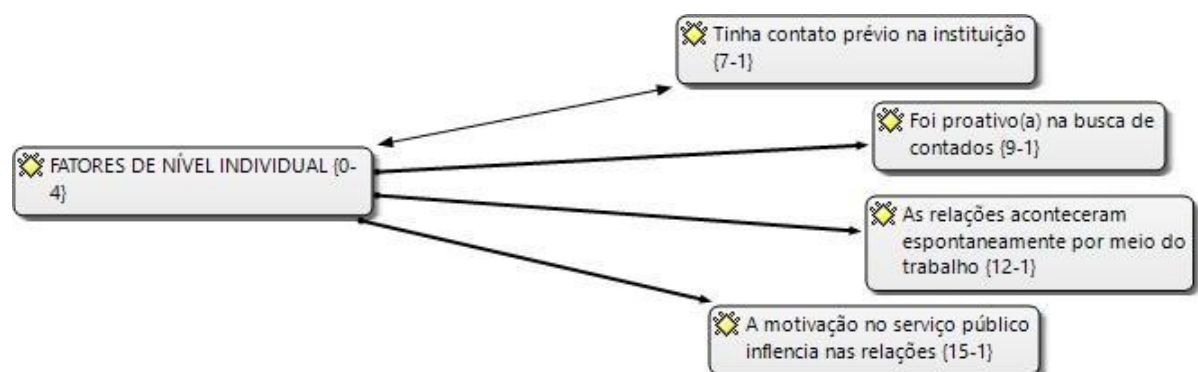 Tinha contato prévio na instituição
{7-1}
Foi proativo(a) na busca de
contados {9-1}
FATORES DE NÍVEL INDIVIDUAL {0-
4}
As relações aconteceram
espontaneamente por meio do
trabalho {12-1}
A motivação no serviço público
inflencia nas relações {15-1}